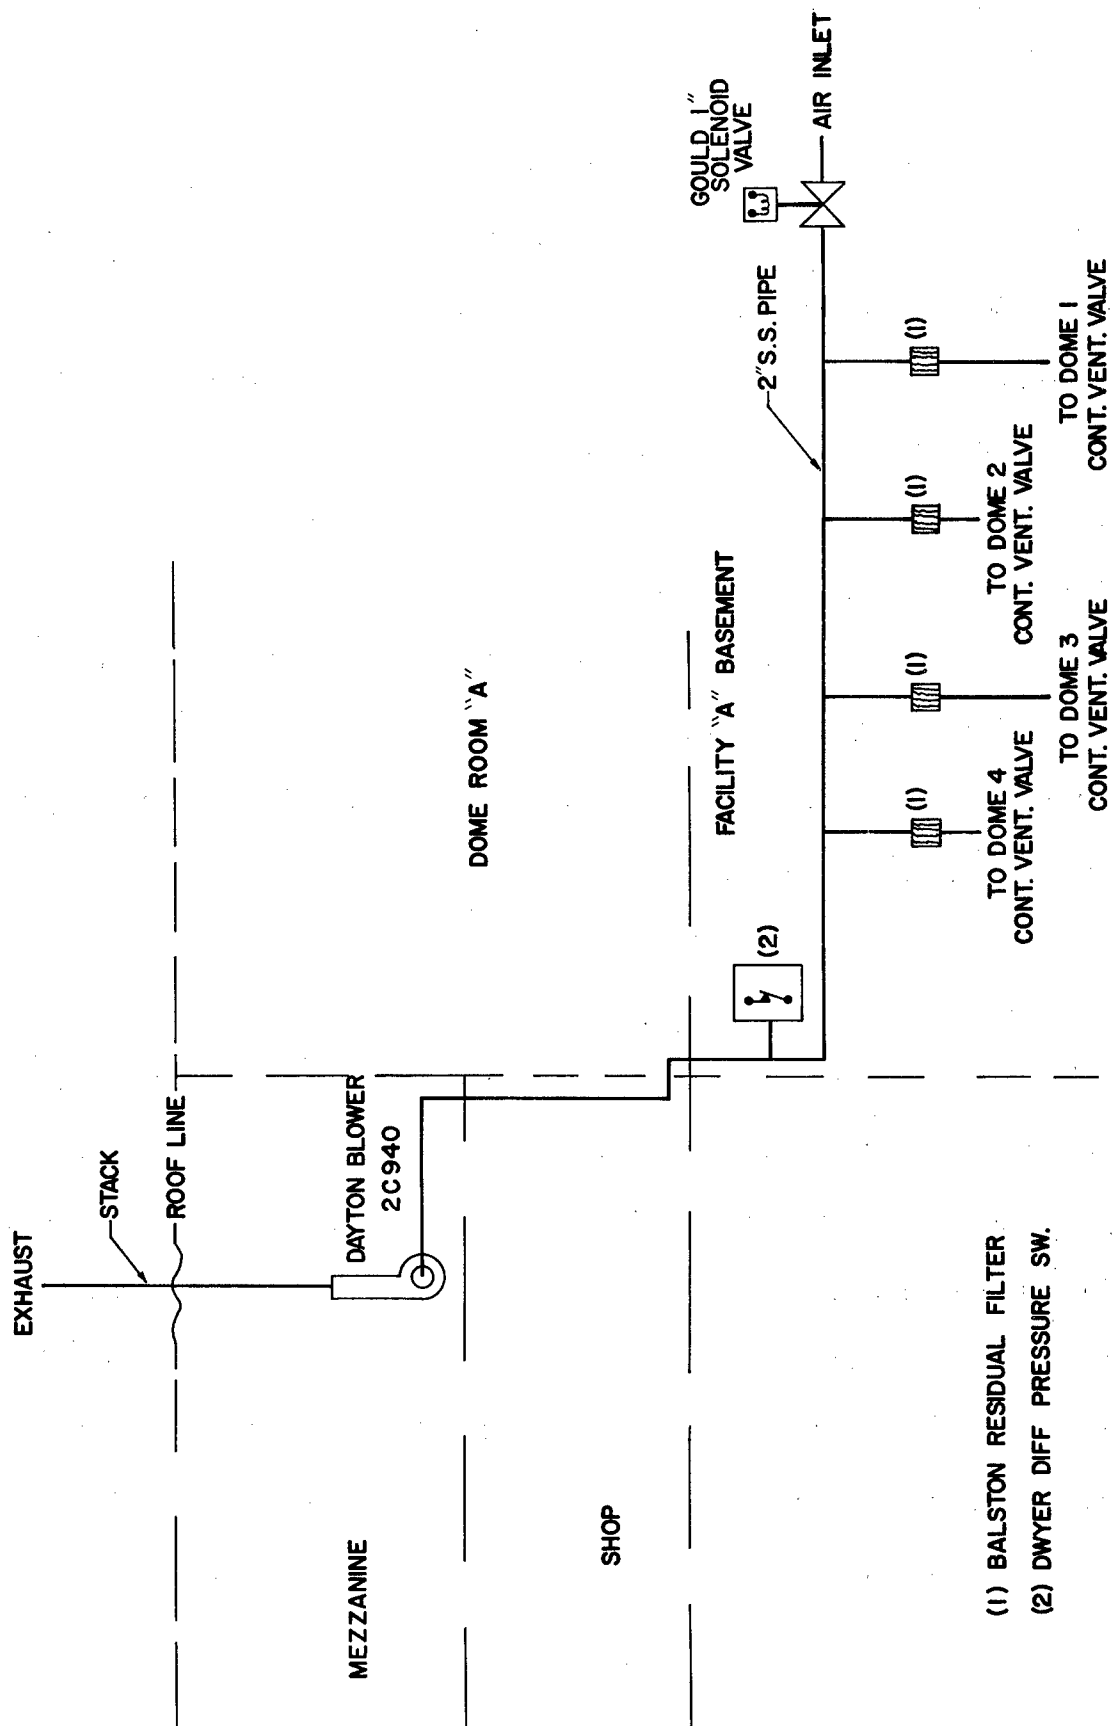 EXHAUST
STACK
ROOF LINE
DAYTON BLOWER
2C940
MEZZANINE
DOME ROOM "A"
SHOP
FACILITY "A" BASEMENT
GOULD 1"
SOLENOID
VALVE
2" S.S. PIPE
AIR INLET
(2)
(1)
(1)
(1)
(1)
TO DOME 4
CONT. VENT. VALVE
TO DOME 3
CONT. VENT. VALVE
TO DOME 2
CONT. VENT. VALVE
TO DOME 1
CONT. VENT. VALVE
(1) BALSTON RESIDUAL FILTER
(2) DWYER DIFF PRESSURE SW.